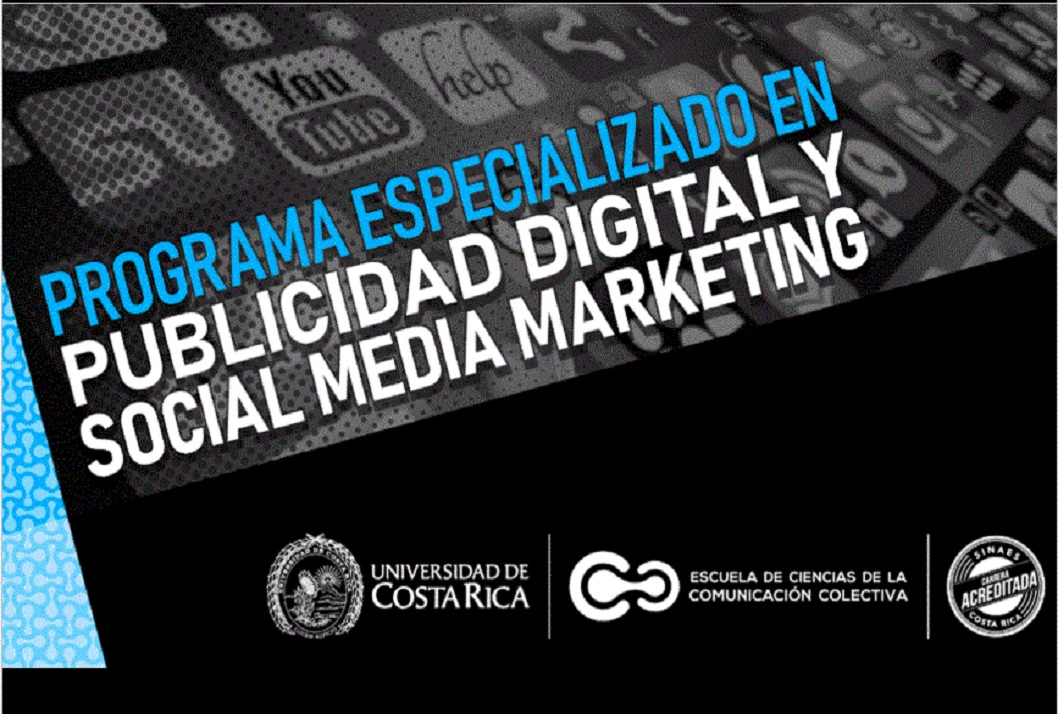 You
Tube
help
PROGRAMA ESPECIALIZADO EN
PUBLICIDAD DIGITAL Y
SOCIAL MEDIA MARKETING
UNIVERSIDAD DE
COSTA RICA
ESCUELA DE CIENCIAS DE LA
COMUNICACIÓN COLECTIVA
SINAES
CARRERA
ACREDITADA
COSTA RICA